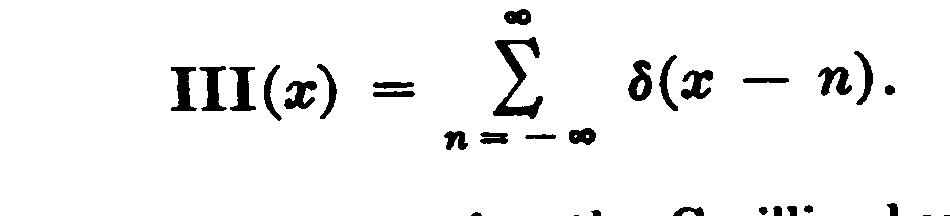 III(x) = ∑_{n = -∞}^{∞} δ(x − n).